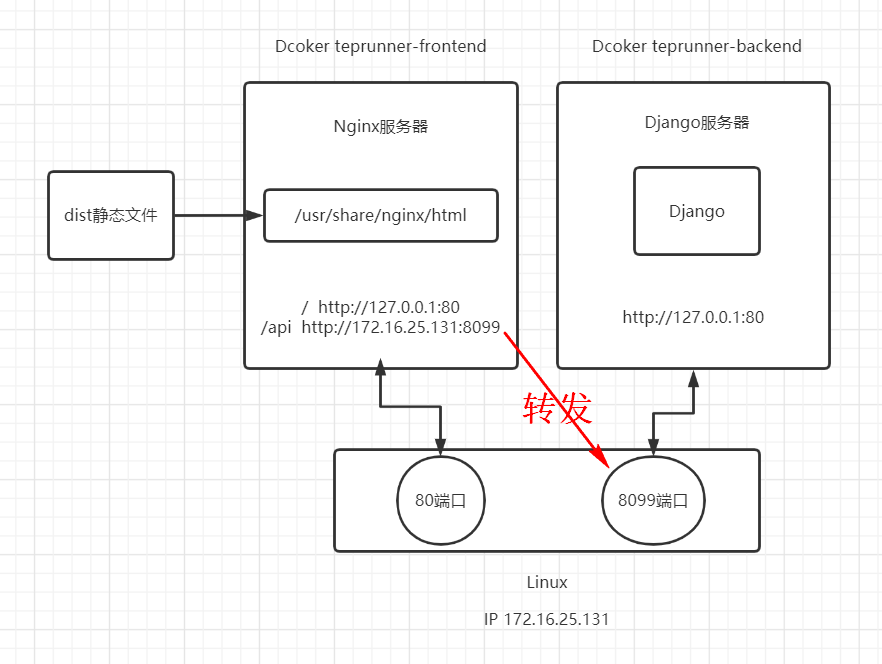 Dcoker teprunner-frontend
Dcoker teprunner-backend
Nginx服务器
Django服务器
dist静态文件
/usr/share/nginx/html
Django
/ http://127.0.0.1:80
/api http://172.16.25.131:8099
http://127.0.0.1:80
转发
80端口
8099端口
Linux
IP 172.16.25.131